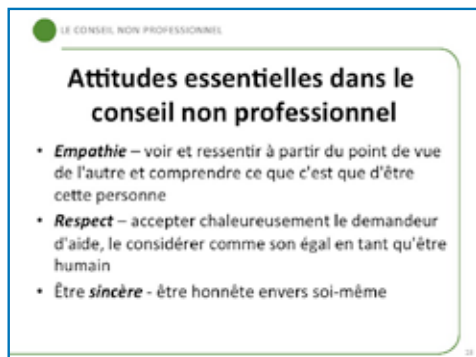 LE CONSEIL NON PROFESSIONNEL
Attitudes essentielles dans le
conseil non professionnel
• Empathie – voir et ressentir à partir du point de vue
de l'autre et comprendre ce que c'est que d'être
cette personne
• Respect – accepter chaleureusement le demandeur
d'aide, le considérer comme son égal en tant qu'être
humain
• Être sincère - être honnête envers soi-même